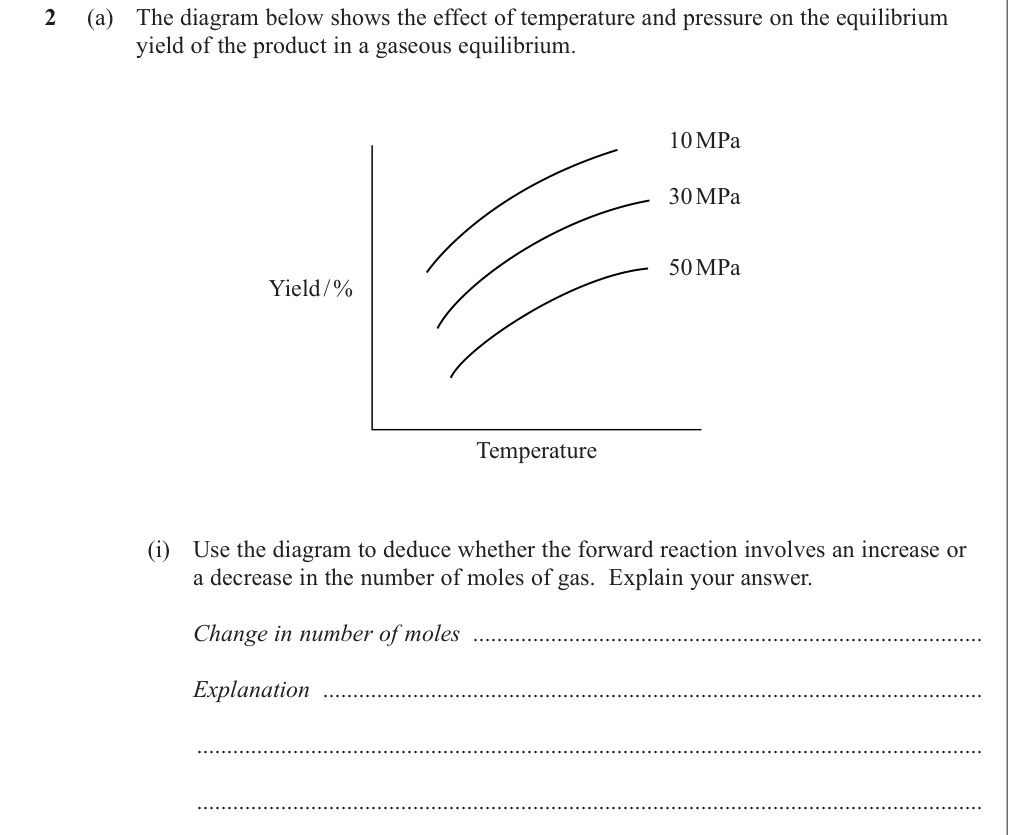 2 (a) The diagram below shows the effect of temperature and pressure on the equilibrium
yield of the product in a gaseous equilibrium.
10 MPa
30 MPa
50 MPa
Yield / %
Temperature
(i) Use the diagram to deduce whether the forward reaction involves an increase or
a decrease in the number of moles of gas. Explain your answer.
Change in number of moles ................................................................................
Explanation ................................................................................
................................................................................
................................................................................